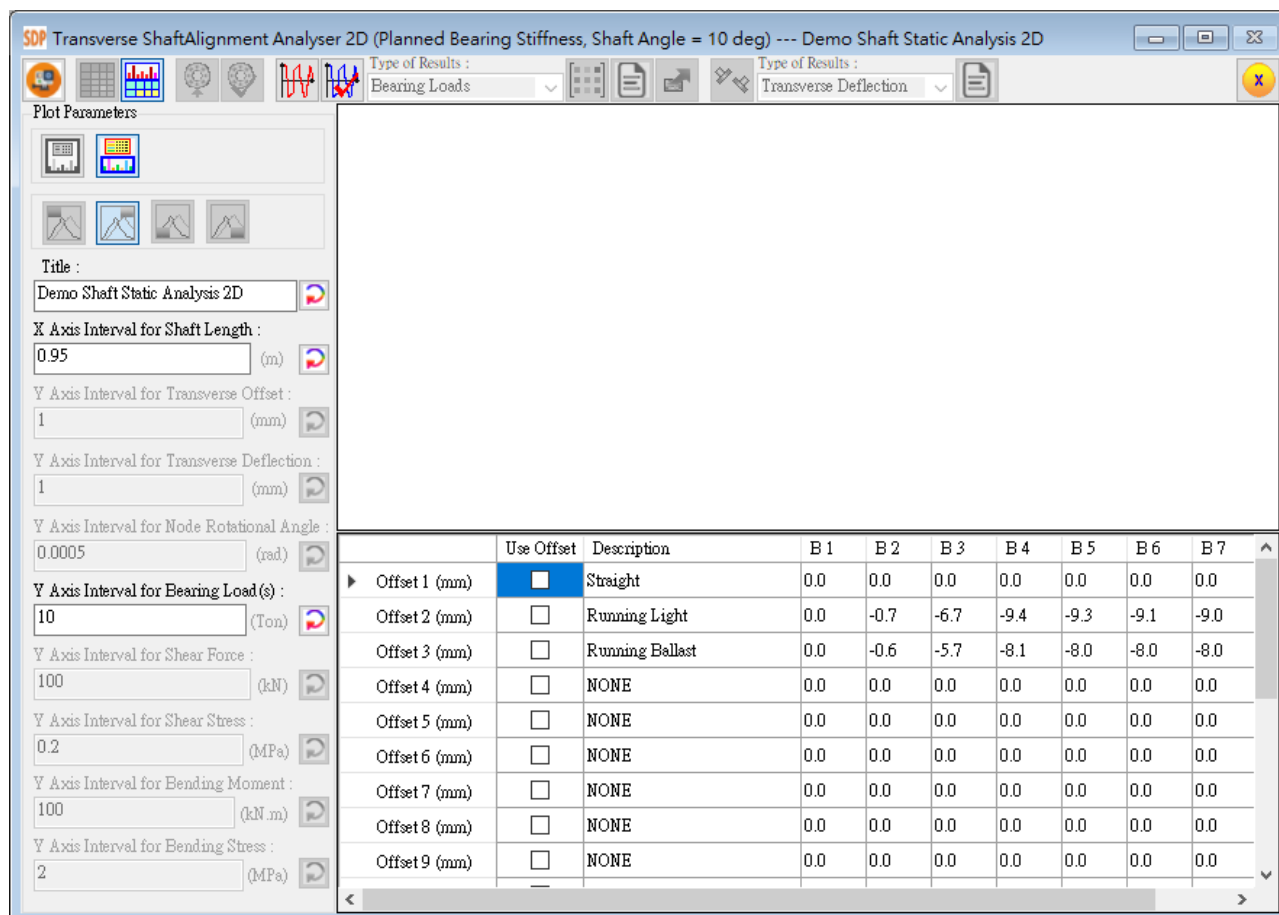 SDP Transverse ShaftAlignment Analyser 2D (Planned Bearing Stiffness, Shaft Angle = 10 deg) --- Demo Shaft Static Analysis 2D
Type of Results :
Bearing Loads
Type of Results :
Transverse Deflection
X
Plot Parameters
Title :
Demo Shaft Static Analysis 2D
X Axis Interval for Shaft Length :
0.95 (m)
Y Axis Interval for Transverse Offset :
1 (mm)
Y Axis Interval for Transverse Deflection :
1 (mm)
Y Axis Interval for Node Rotational Angle :
0.0005 (rad)
Y Axis Interval for Bearing Load(s) :
10 (Ton)
Y Axis Interval for Shear Force :
100 (kN)
Y Axis Interval for Shear Stress :
0.2 (MPa)
Y Axis Interval for Bending Moment :
100 (kN.m)
Y Axis Interval for Bending Stress :
2 (MPa)
Use Offset Description B 1 B 2 B 3 B 4 B 5 B 6 B 7
Offset 1 (mm) Straight 0.0 0.0 0.0 0.0 0.0 0.0 0.0
Offset 2 (mm) Running Light 0.0 -0.7 -6.7 -9.4 -9.3 -9.1 -9.0
Offset 3 (mm) Running Ballast 0.0 -0.6 -5.7 -8.1 -8.0 -8.0 -8.0
Offset 4 (mm) NONE 0.0 0.0 0.0 0.0 0.0 0.0 0.0
Offset 5 (mm) NONE 0.0 0.0 0.0 0.0 0.0 0.0 0.0
Offset 6 (mm) NONE 0.0 0.0 0.0 0.0 0.0 0.0 0.0
Offset 7 (mm) NONE 0.0 0.0 0.0 0.0 0.0 0.0 0.0
Offset 8 (mm) NONE 0.0 0.0 0.0 0.0 0.0 0.0 0.0
Offset 9 (mm) NONE 0.0 0.0 0.0 0.0 0.0 0.0 0.0